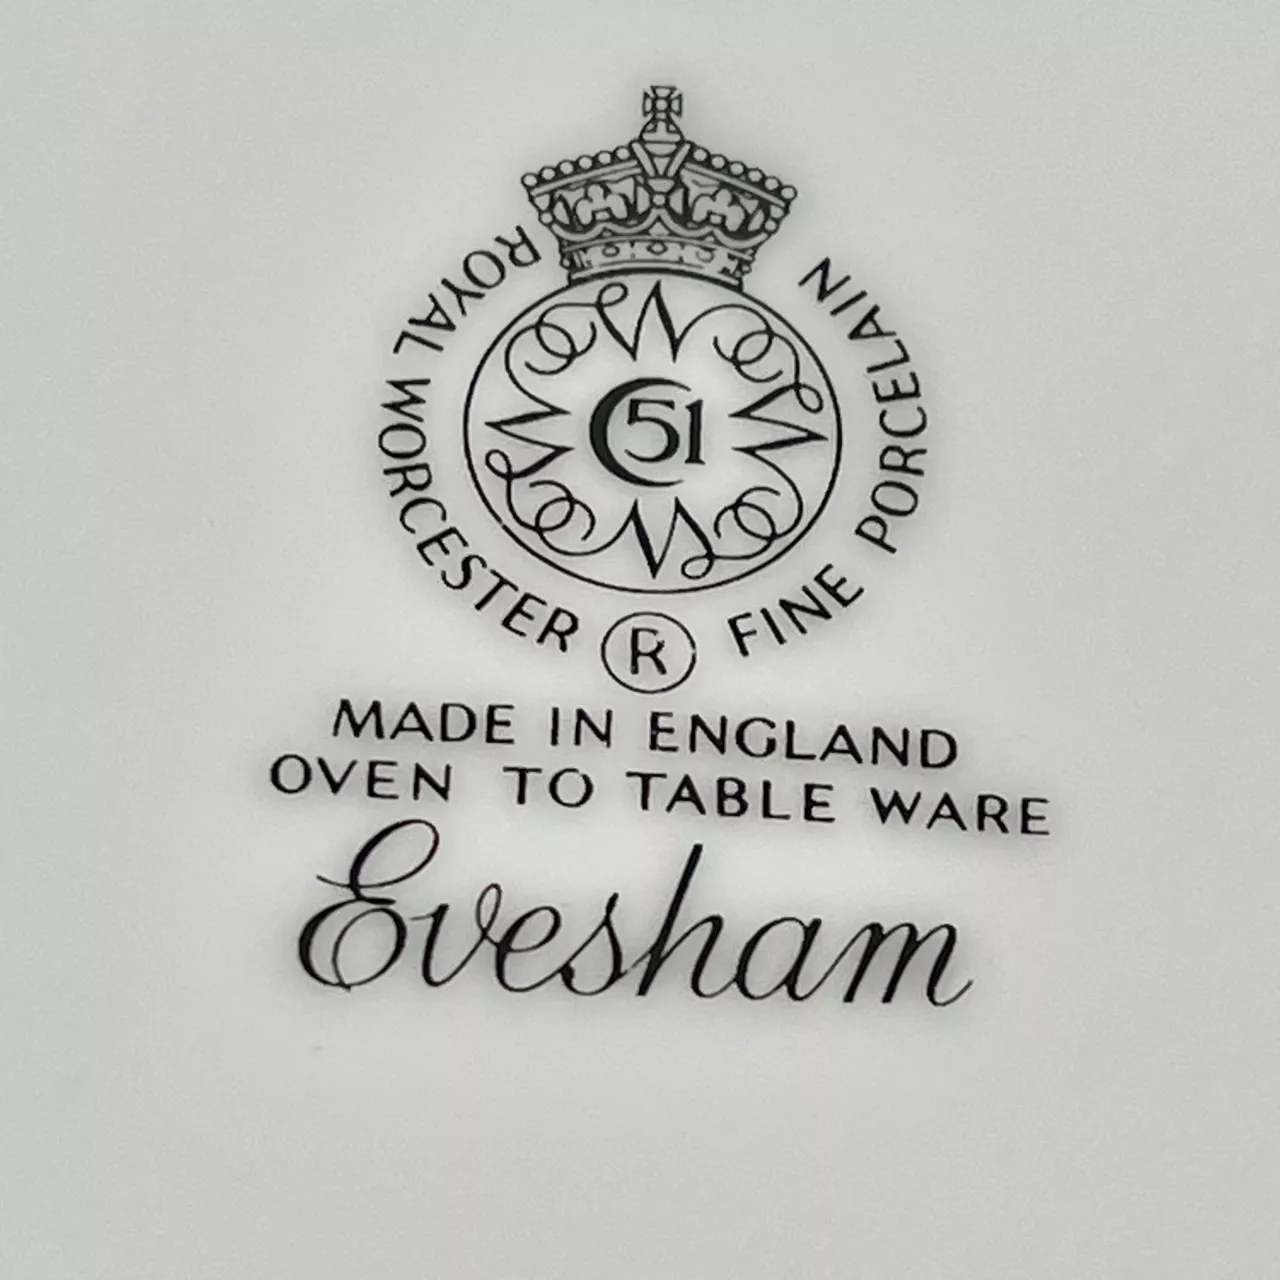 ROYAL WORCESTER ® FINE PORCELAIN
51
MADE IN ENGLAND
OVEN TO TABLE WARE
Evesham